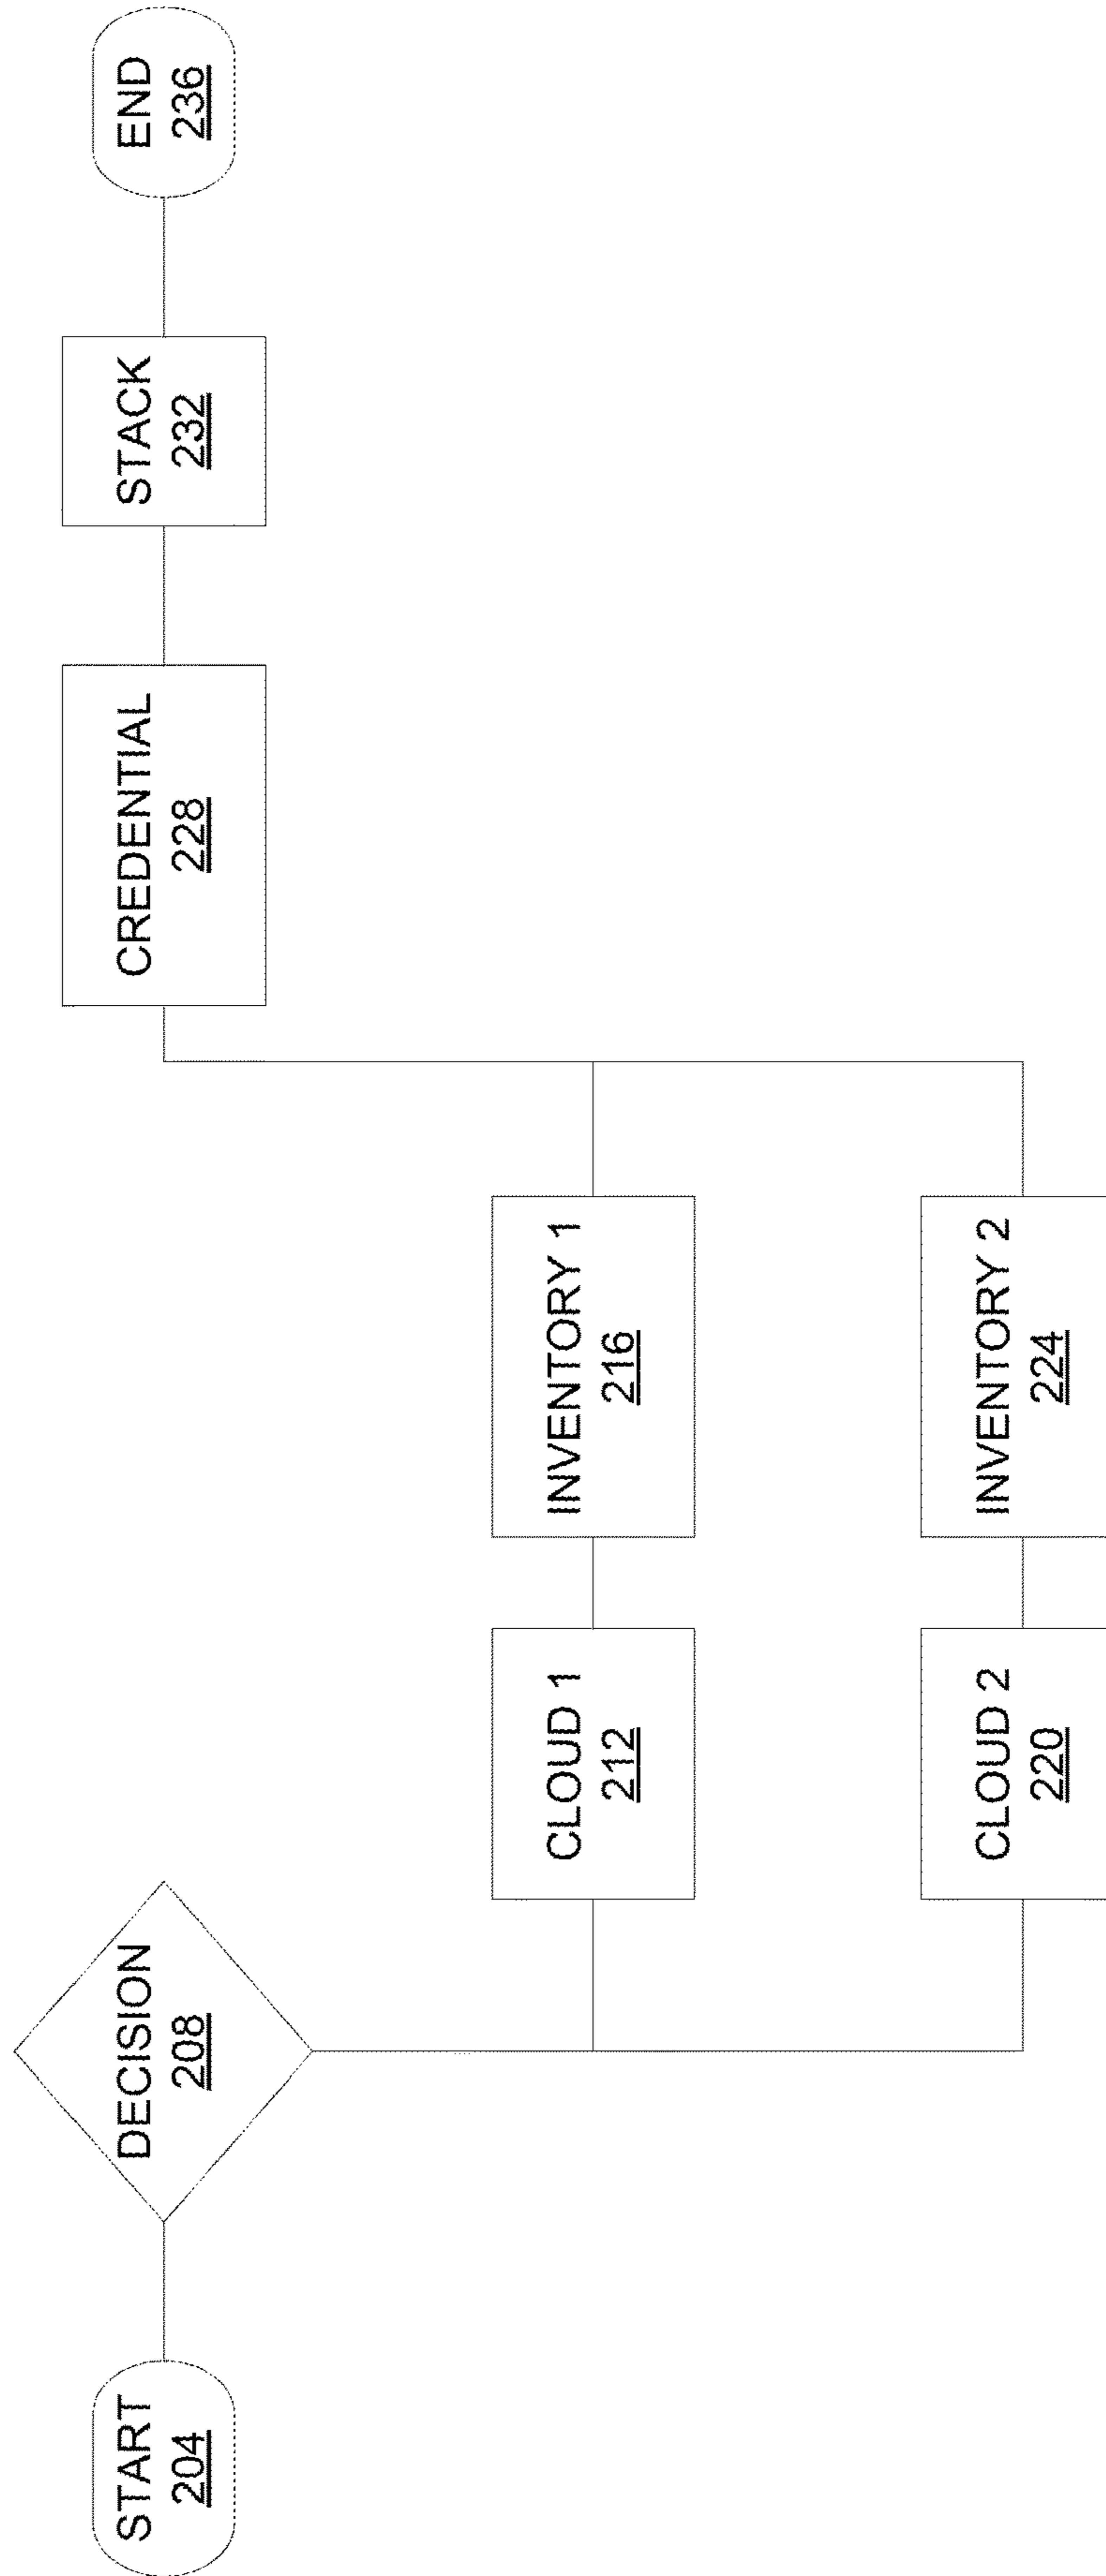 START
204
DECISION
208
CLOUD 1
212
INVENTORY 1
216
CLOUD 2
220
INVENTORY 2
224
CREDENTIAL
228
STACK
232
END
236